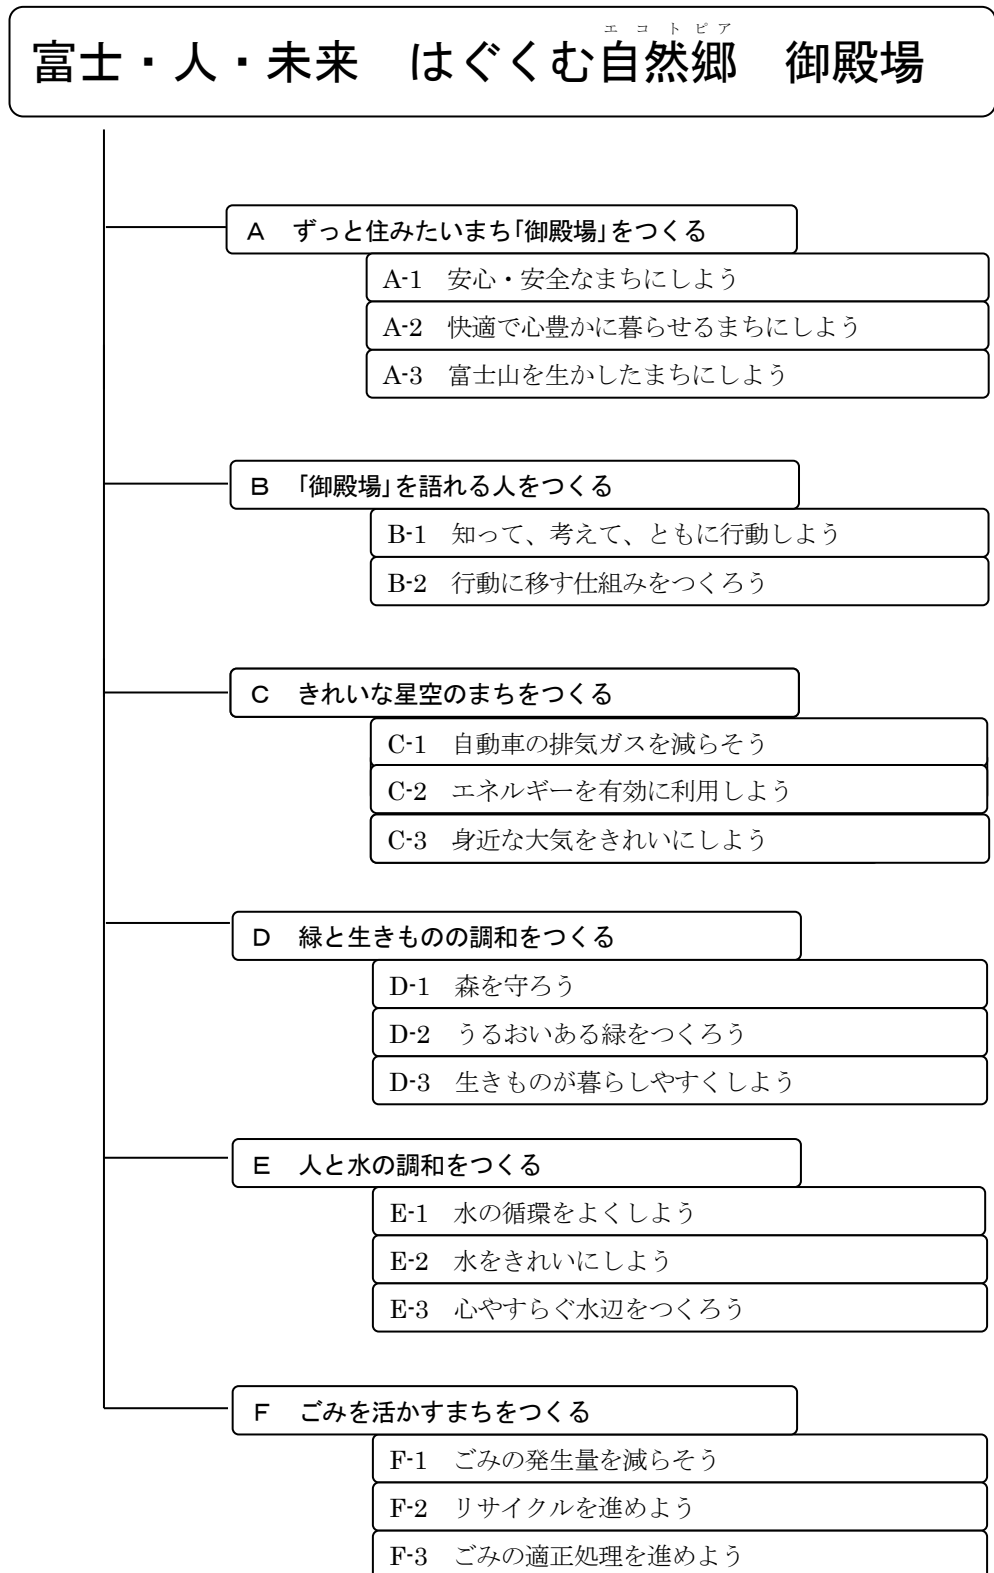 エコトピア
富士・人・未来　はぐくむ自然郷　御殿場
A　ずっと住みたいまち「御殿場」をつくる
A-1　安心・安全なまちにしよう
A-2　快適で心豊かに暮らせるまちにしよう
A-3　富士山を生かしたまちにしよう
B　「御殿場」を語れる人をつくる
B-1　知って、考えて、ともに行動しよう
B-2　行動に移す仕組みをつくろう
C　きれいな星空のまちをつくる
C-1　自動車の排気ガスを減らそう
C-2　エネルギーを有効に利用しよう
C-3　身近な大気をきれいにしよう
D　緑と生きものの調和をつくる
D-1　森を守ろう
D-2　うるおいある緑をつくろう
D-3　生きものが暮らしやすくしよう
E　人と水の調和をつくる
E-1　水の循環をよくしよう
E-2　水をきれいにしよう
E-3　心やすらぐ水辺をつくろう
F　ごみを活かすまちをつくる
F-1　ごみの発生量を減らそう
F-2　リサイクルを進めよう
F-3　ごみの適正処理を進めよう